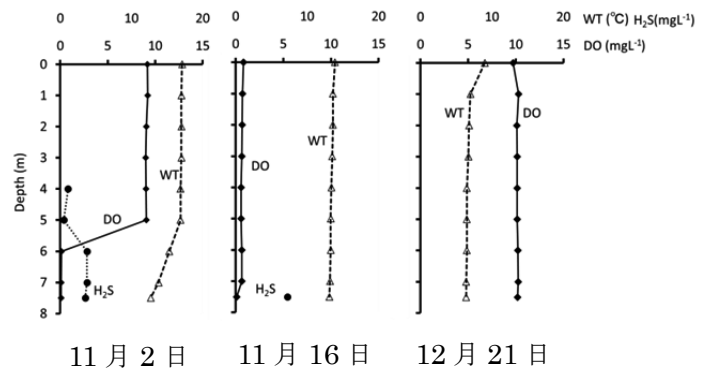 0 10 20 0 10 20 0 10 20 WT (°C) H₂S(mgL⁻¹)
0 5 10 15 0 5 10 15 0 5 10 15 DO (mgL⁻¹)
Depth (m)
0
1
2
3
4
5
6
7
8
WT
DO
H₂S
WT
DO
H₂S
WT
DO
11 月 2 日 11 月 16 日 12 月 21 日